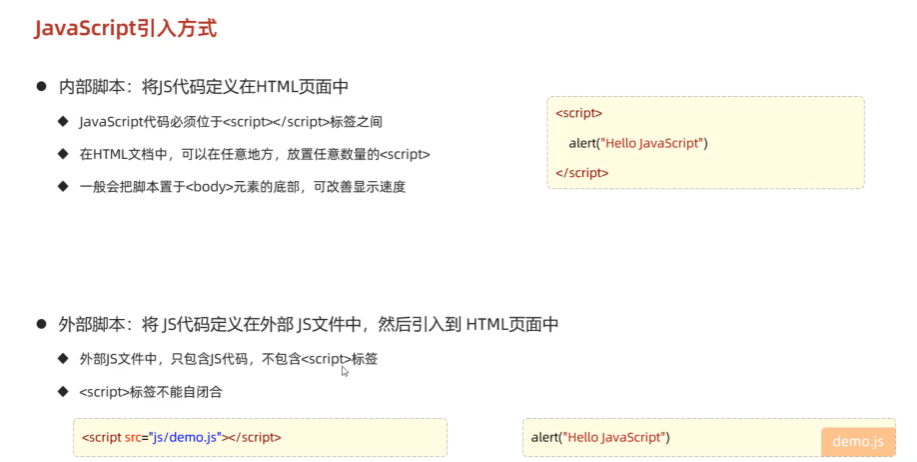 JavaScript引入方式
● 内部脚本：将JS代码定义在HTML页面中
◆ JavaScript代码必须位于<script></script>标签之间
◆ 在HTML文档中，可以在任意地方，放置任意数量的<script>
◆ 一般会把脚本置于<body>元素的底部，可改善显示速度
<script>
alert("Hello JavaScript")
</script>
● 外部脚本：将 JS代码定义在外部 JS文件中，然后引入到 HTML页面中
◆ 外部JS文件中，只包含JS代码，不包含<script>标签
◆ <script>标签不能自闭合
<script src="js/demo.js"></script>
alert("Hello JavaScript")
demo.js